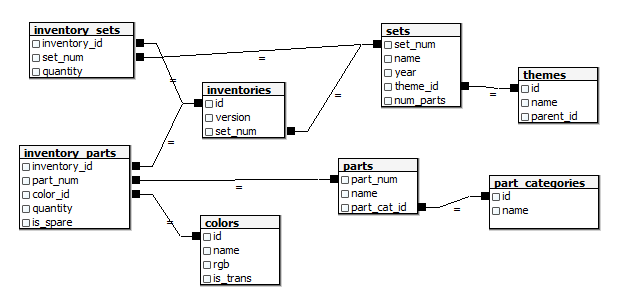 inventory_sets
inventory_id
set_num
quantity
sets
set_num
name
year
theme_id
num_parts
themes
id
name
parent_id
inventories
id
version
set_num
inventory_parts
inventory_id
part_num
color_id
quantity
is_spare
parts
part_num
name
part_cat_id
part_categories
id
name
colors
id
name
rgb
is_trans
=
=
=
=
=
=
=
=